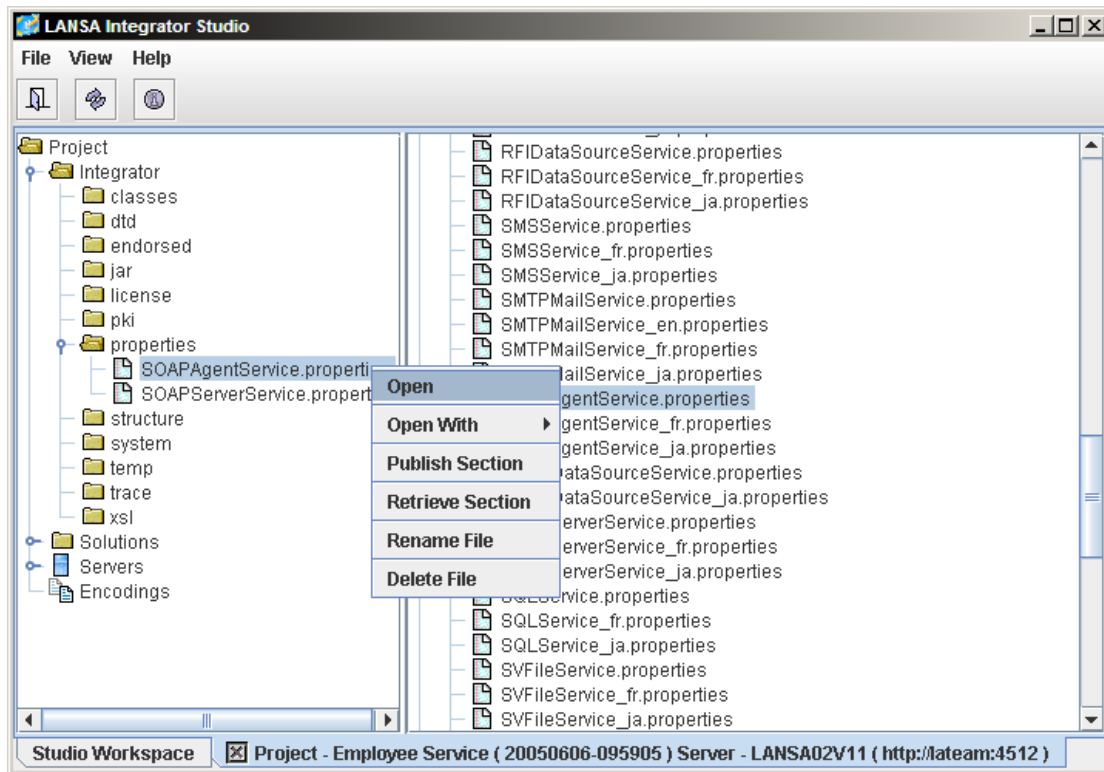 LANSA Integrator Studio
File View Help
Project
Integrator
classes
dtd
endorsed
jar
license
pki
properties
SOAPAgentService.properti
SOAPServerService.propert
structure
system
temp
trace
xsl
Solutions
Servers
Encodings
Open
Open With
Publish Section
Retrieve Section
Rename File
Delete File
RFIDataSourceService.properties
RFIDataSourceService_fr.properties
RFIDataSourceService_ja.properties
SMSService.properties
SMSService_fr.properties
SMSService_ja.properties
SMTPMailService.properties
SMTPMailService_en.properties
SMTPMailService_fr.properties
ailService_ja.properties
gentService.properties
gentService_fr.properties
gentService_ja.properties
ataSourceService.properties
ataSourceService_ja.properties
erverService.properties
erverService_fr.properties
erverService_ja.properties
SQLService.properties
SQLService_fr.properties
SQLService_ja.properties
SVFileService.properties
SVFileService_fr.properties
SVFileService_ja.properties
Studio Workspace
Project - Employee Service ( 20050606-095905 ) Server - LANSA02V11 ( http://lateam:4512 )